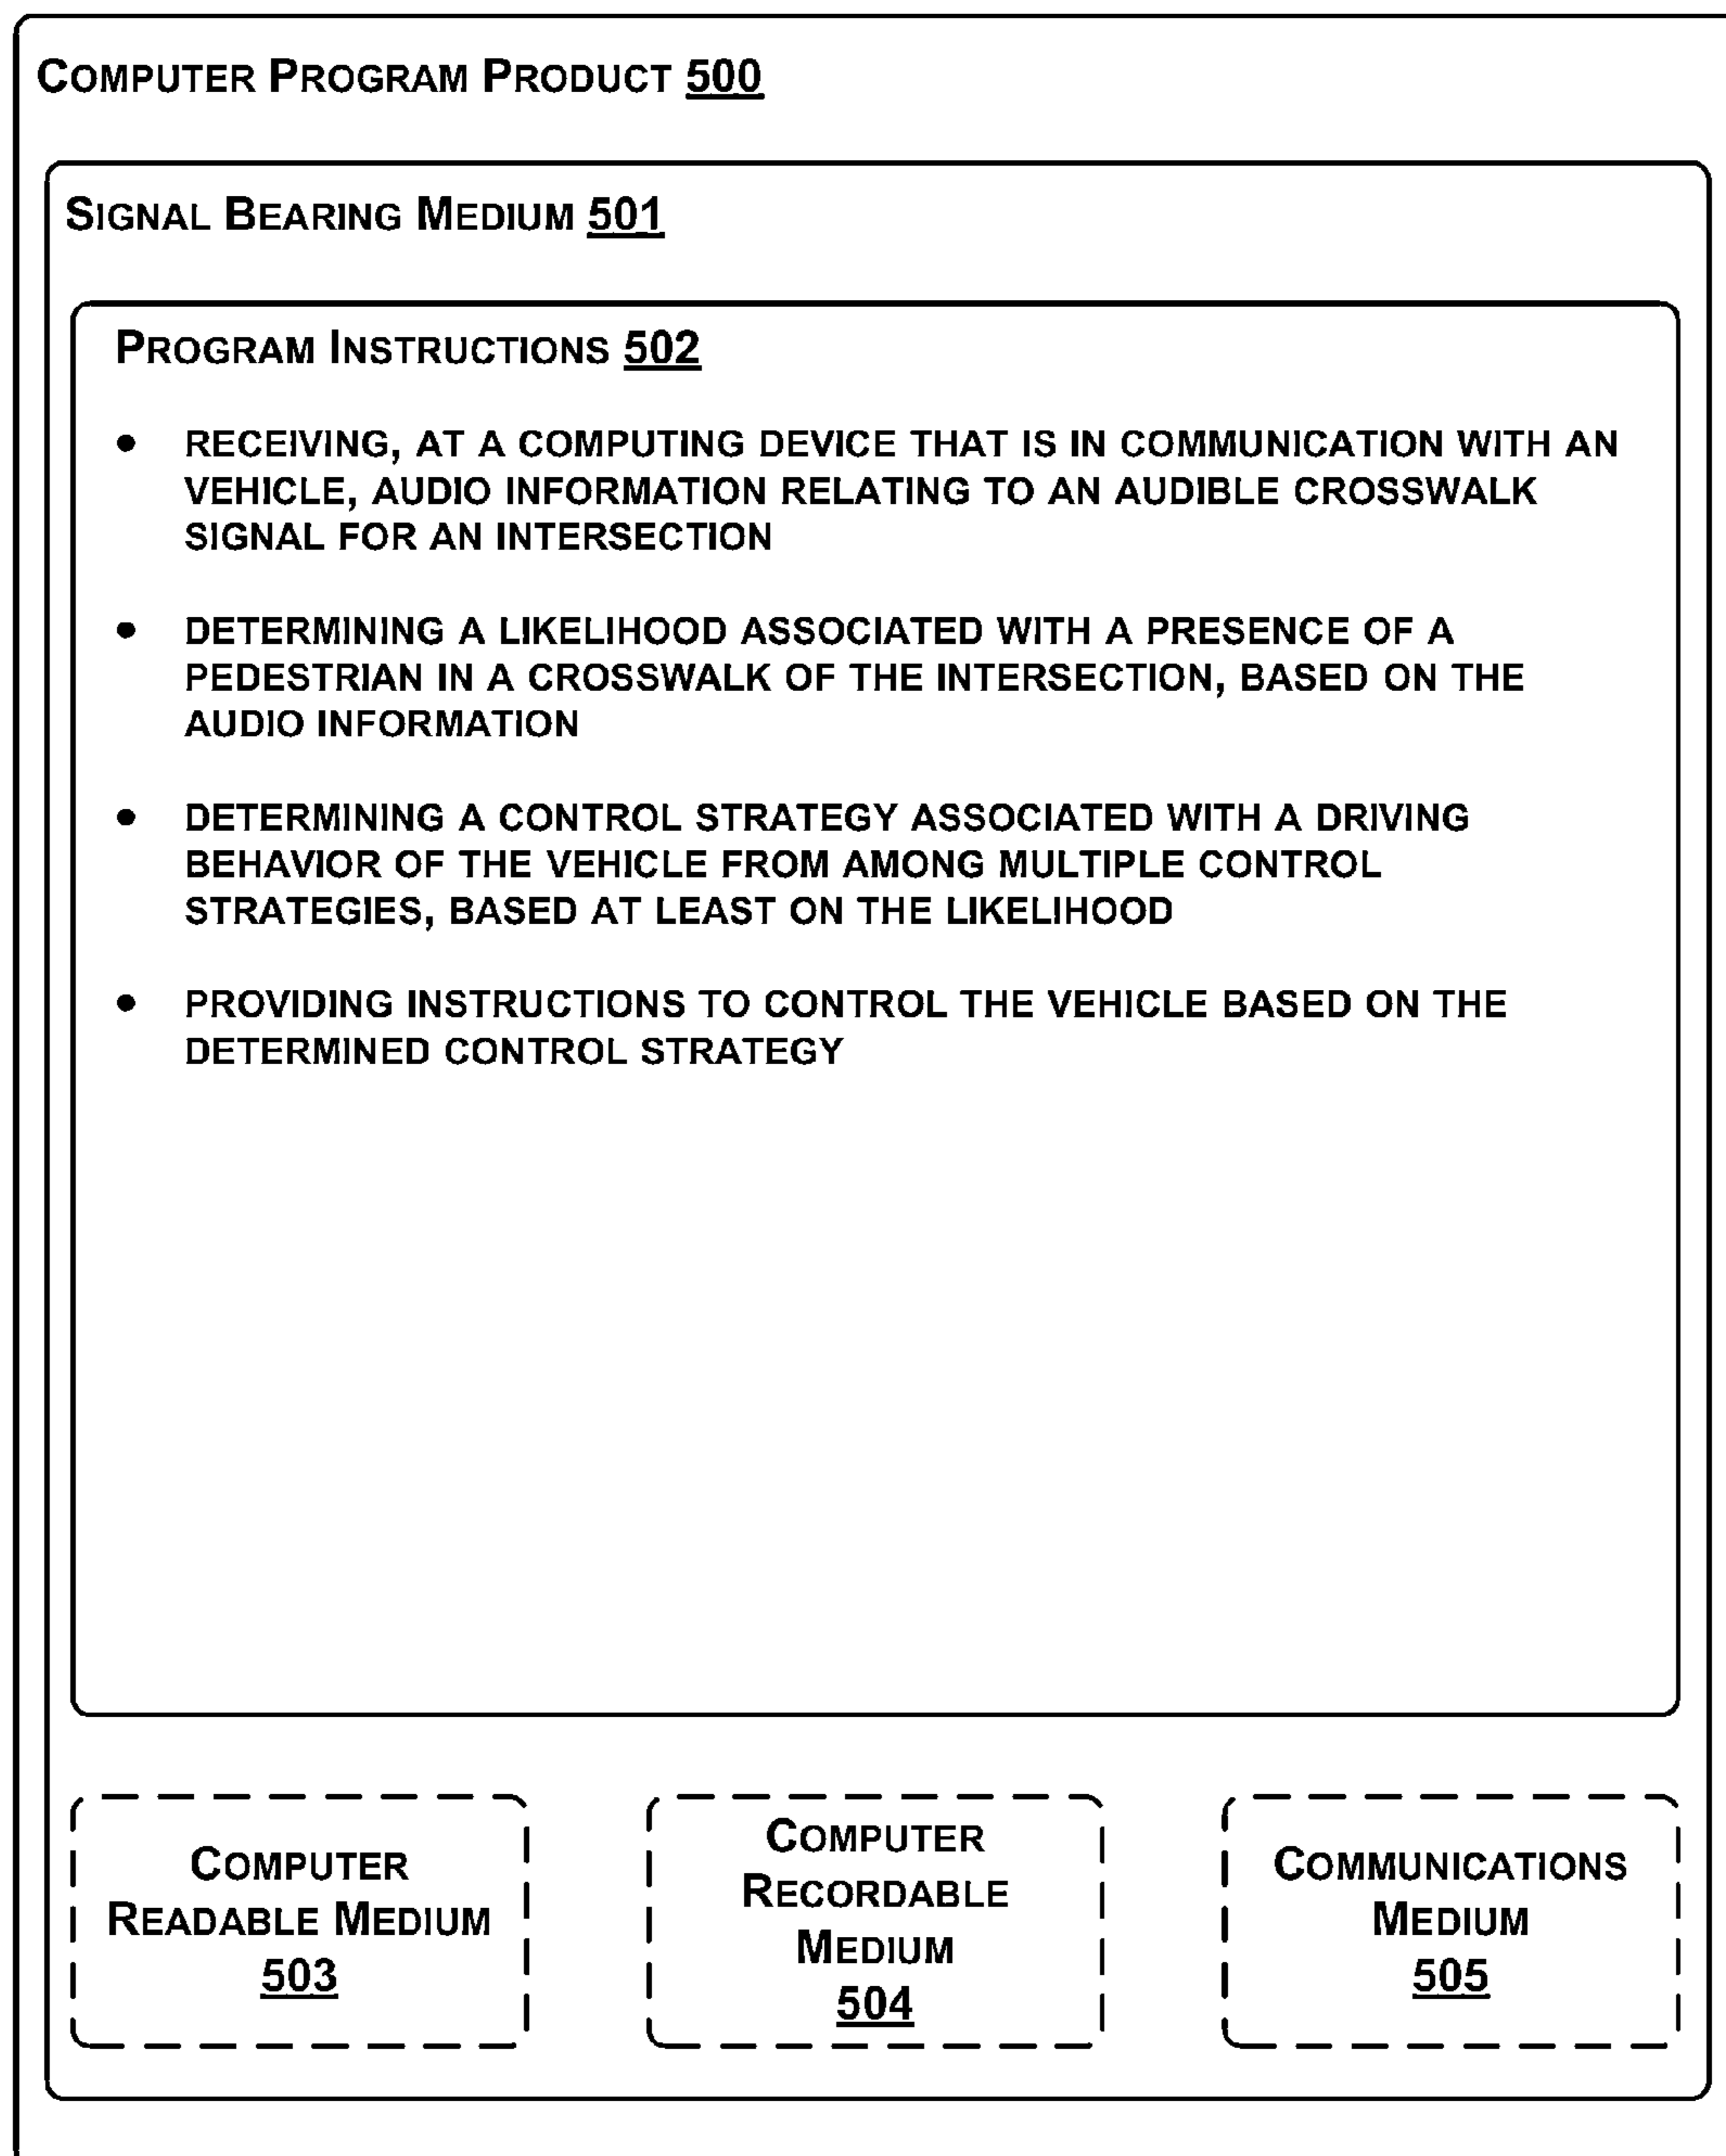 COMPUTER PROGRAM PRODUCT 500
SIGNAL BEARING MEDIUM 501
PROGRAM INSTRUCTIONS 502
• RECEIVING, AT A COMPUTING DEVICE THAT IS IN COMMUNICATION WITH AN
VEHICLE, AUDIO INFORMATION RELATING TO AN AUDIBLE CROSSWALK
SIGNAL FOR AN INTERSECTION
• DETERMINING A LIKELIHOOD ASSOCIATED WITH A PRESENCE OF A
PEDESTRIAN IN A CROSSWALK OF THE INTERSECTION, BASED ON THE
AUDIO INFORMATION
• DETERMINING A CONTROL STRATEGY ASSOCIATED WITH A DRIVING
BEHAVIOR OF THE VEHICLE FROM AMONG MULTIPLE CONTROL
STRATEGIES, BASED AT LEAST ON THE LIKELIHOOD
• PROVIDING INSTRUCTIONS TO CONTROL THE VEHICLE BASED ON THE
DETERMINED CONTROL STRATEGY
COMPUTER
READABLE MEDIUM
503
COMPUTER
RECORDABLE
MEDIUM
504
COMMUNICATIONS
MEDIUM
505